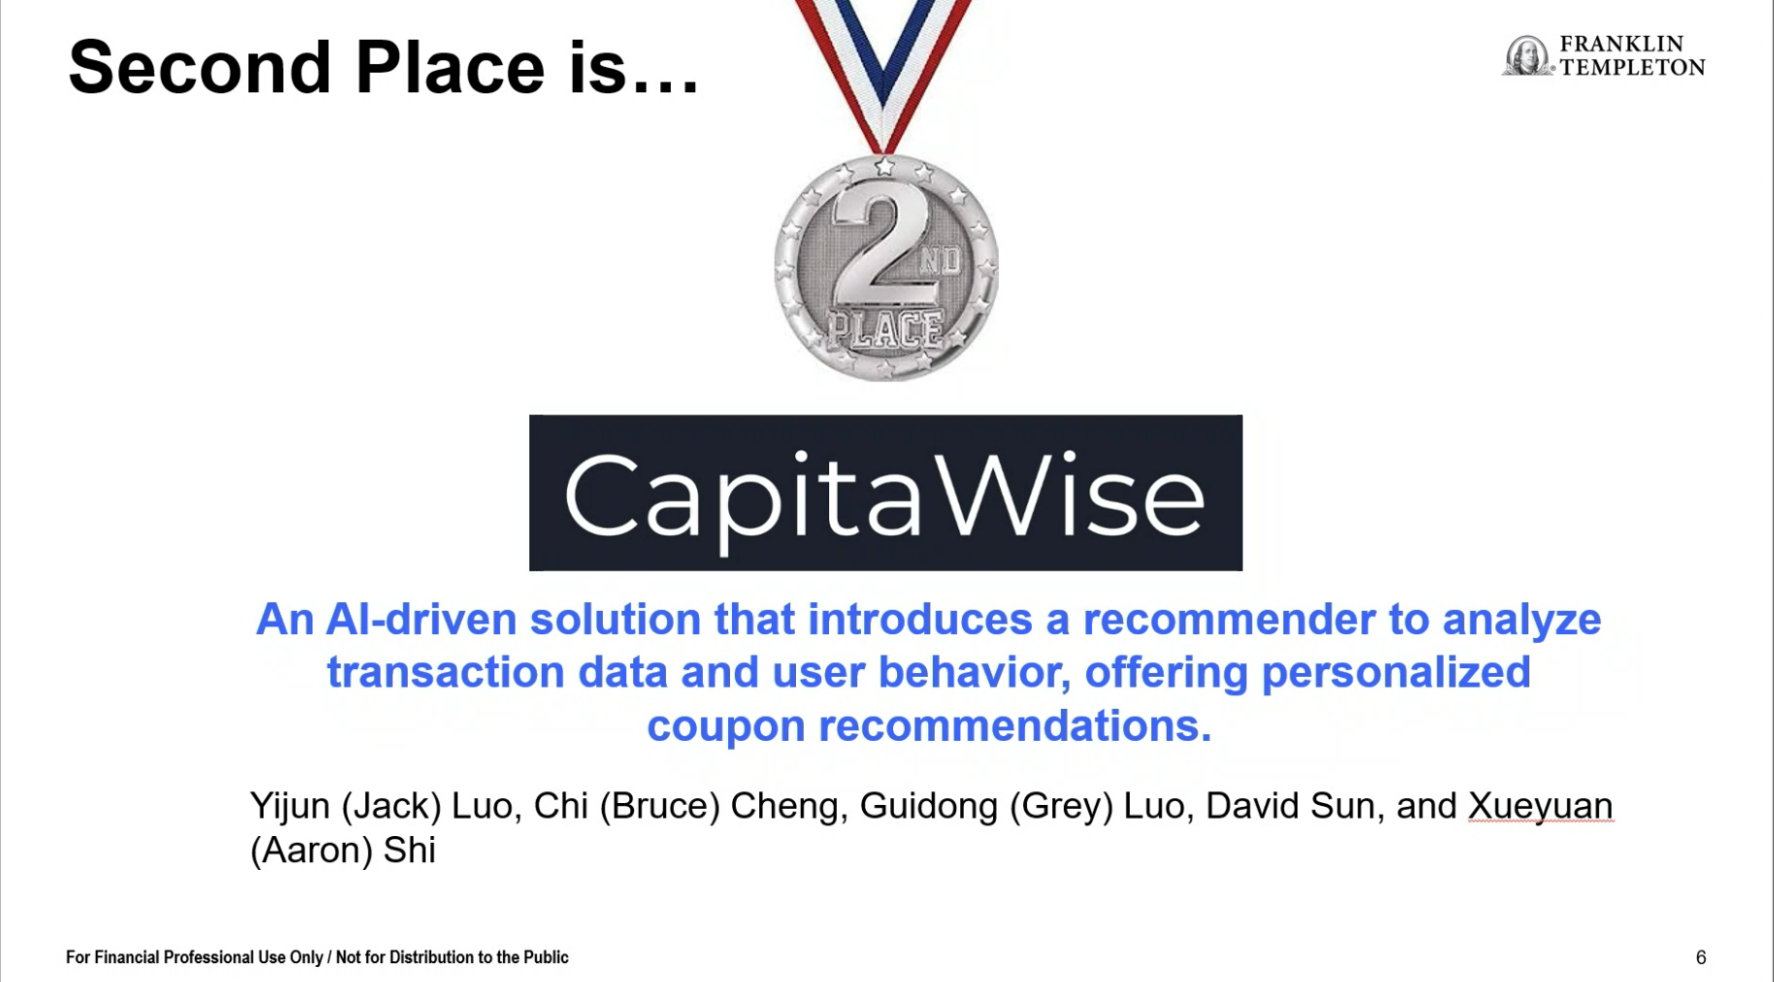 Second Place is…
FRANKLIN
TEMPLETON
2ND
PLACE
CapitaWise
An AI-driven solution that introduces a recommender to analyze
transaction data and user behavior, offering personalized
coupon recommendations.
Yijun (Jack) Luo, Chi (Bruce) Cheng, Guidong (Grey) Luo, David Sun, and Xueyuan
(Aaron) Shi
For Financial Professional Use Only / Not for Distribution to the Public
6